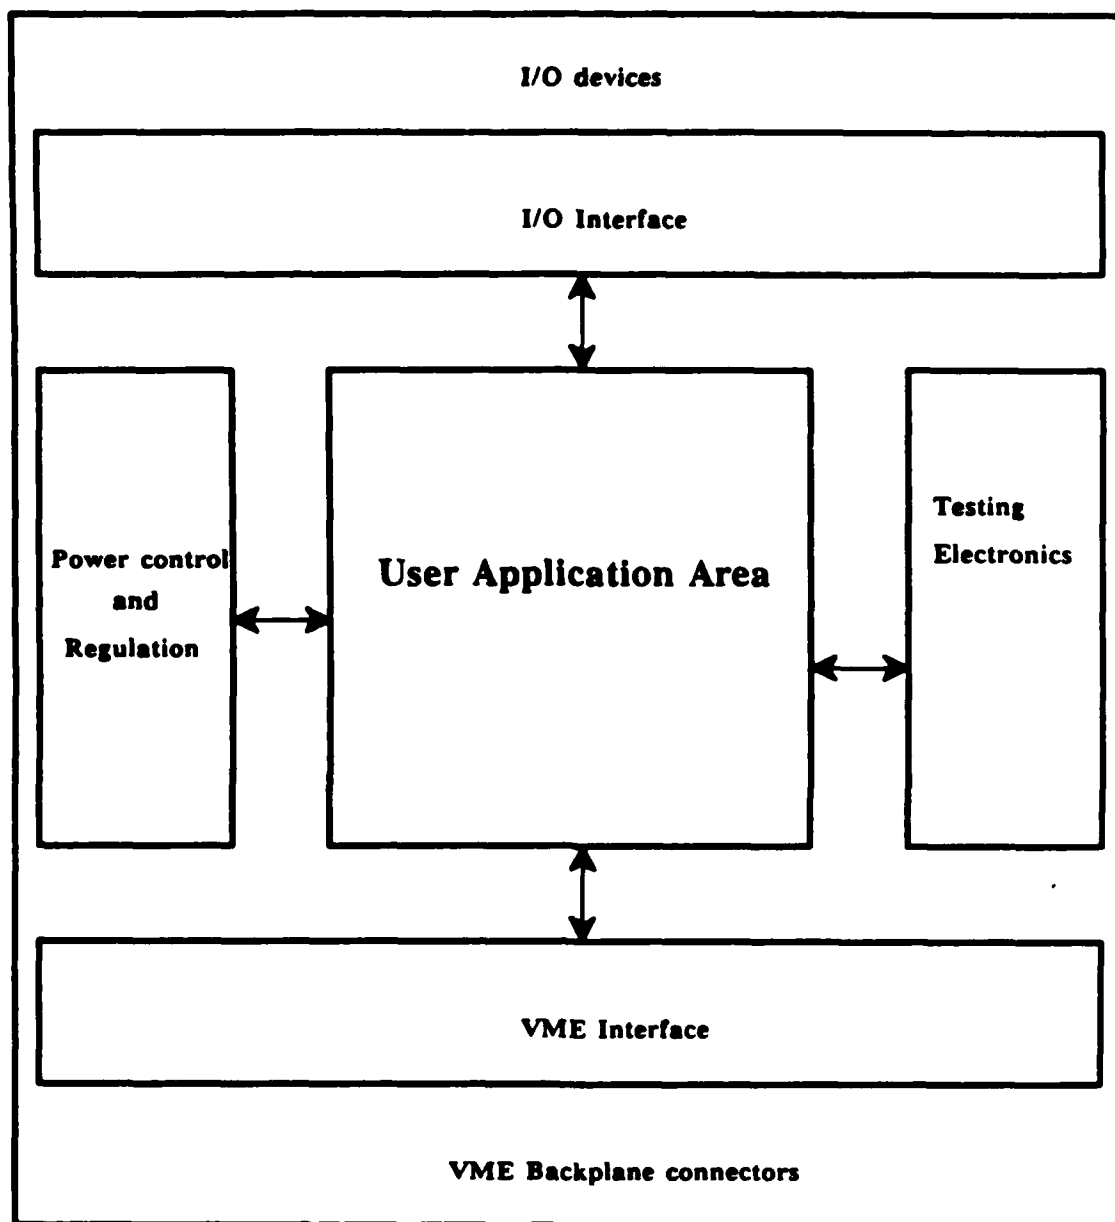 I/O devices
I/O Interface
Power control
and
Regulation
User Application Area
Testing
Electronics
VME Interface
VME Backplane connectors